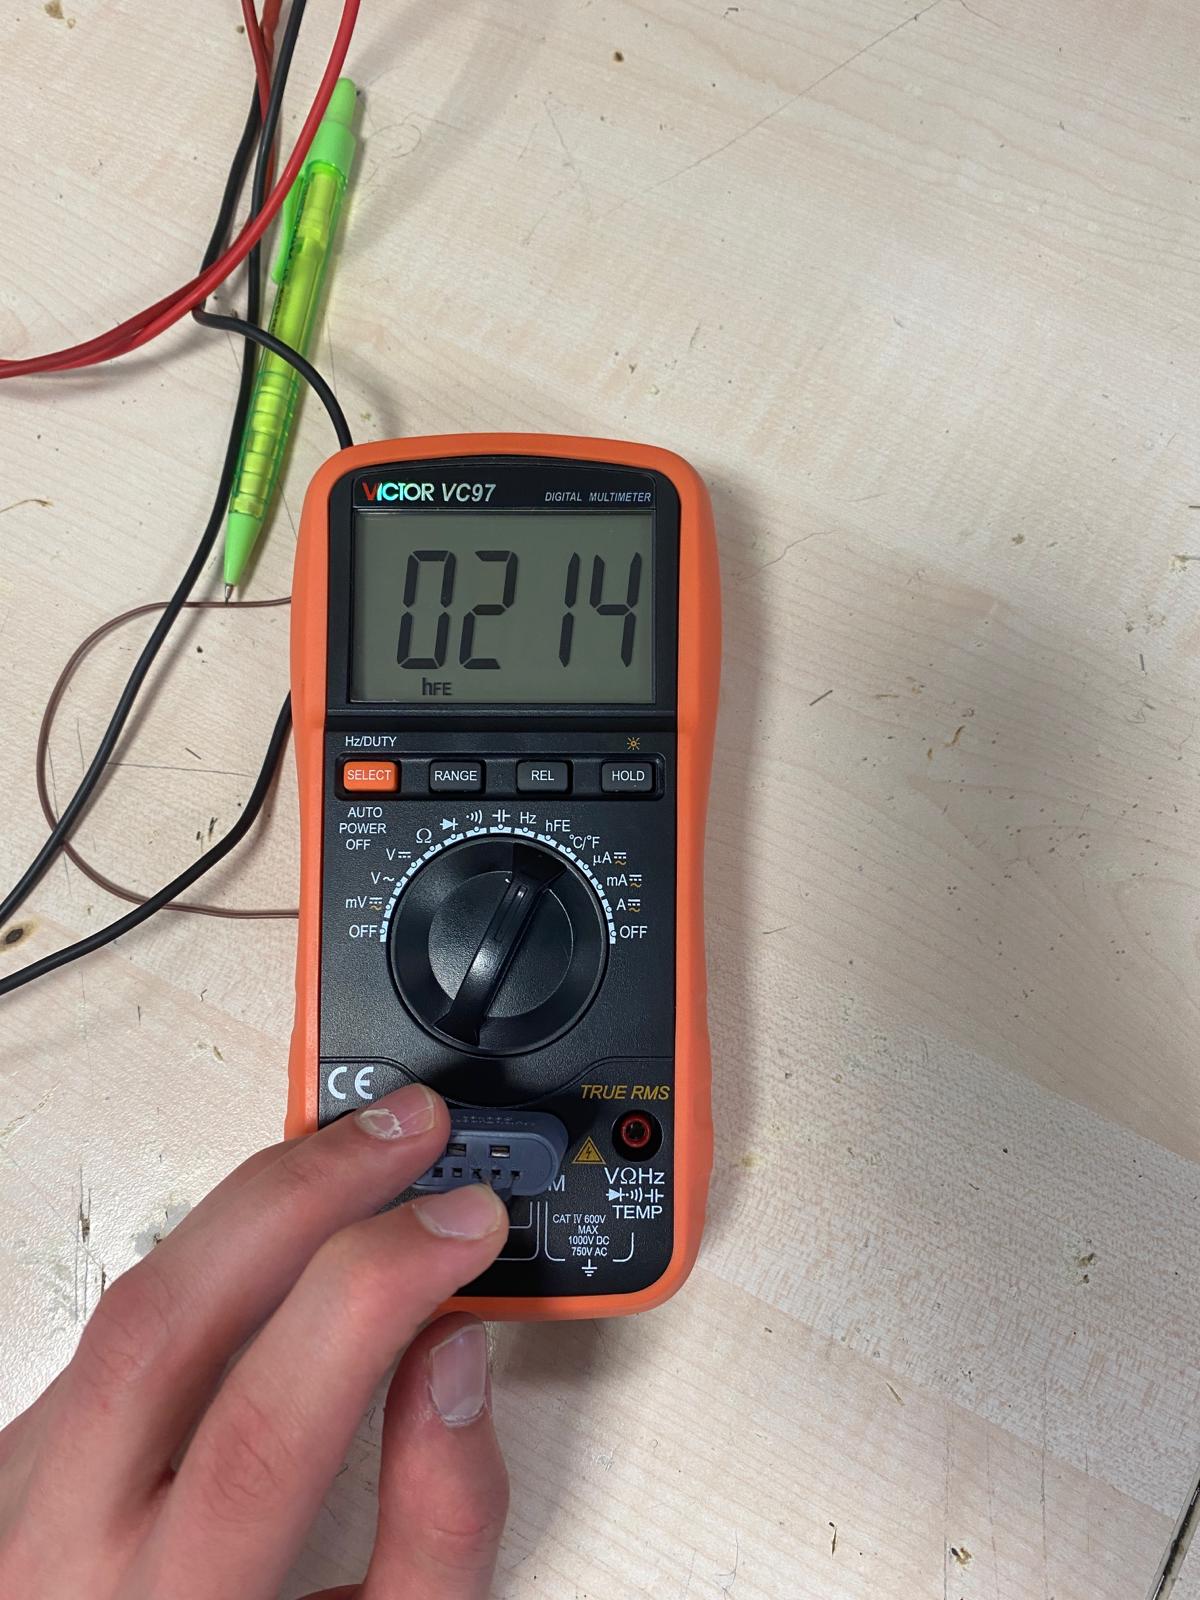 VICTOR VC97
DIGITAL MULTIMETER
0214
hFE
Hz/DUTY
SELECT
RANGE
REL
HOLD
AUTO
POWER
OFF
OFF
mV
V~
V
Ω
Hz
hFE
°C/°F
µA
mA
A
OFF
CE
TRUE RMS
M
VΩHz
TEMP
CAT IV 600V
MAX
1000V DC
750V AC